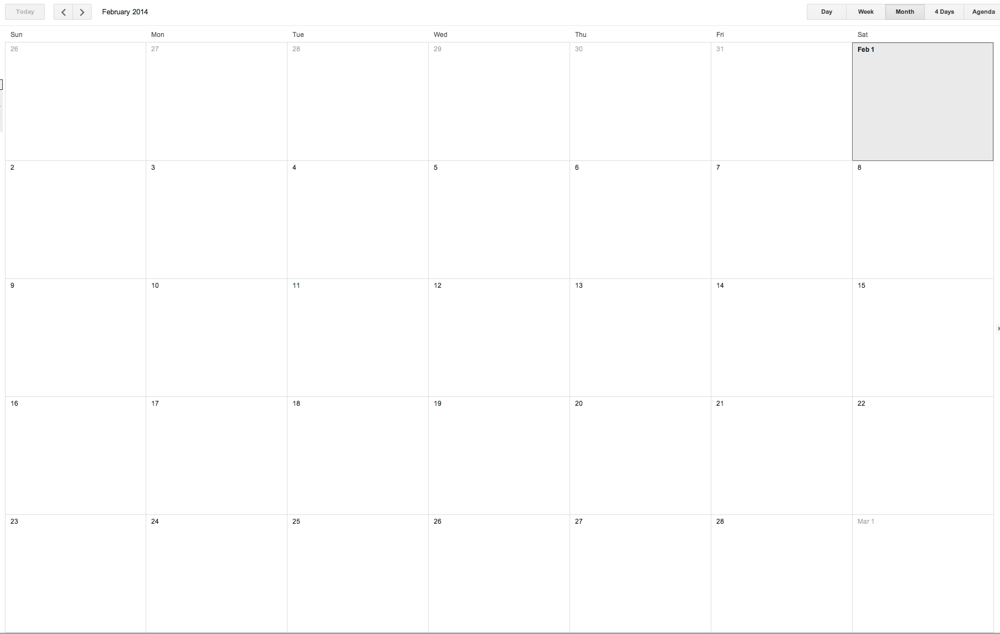 Today February 2014 Day Week Month 4 Days Agenda
Sun Mon Tue Wed Thu Fri Sat
26 27 28 29 30 31 Feb 1
2 3 4 5 6 7 8
9 10 11 12 13 14 15
16 17 18 19 20 21 22
23 24 25 26 27 28 Mar 1